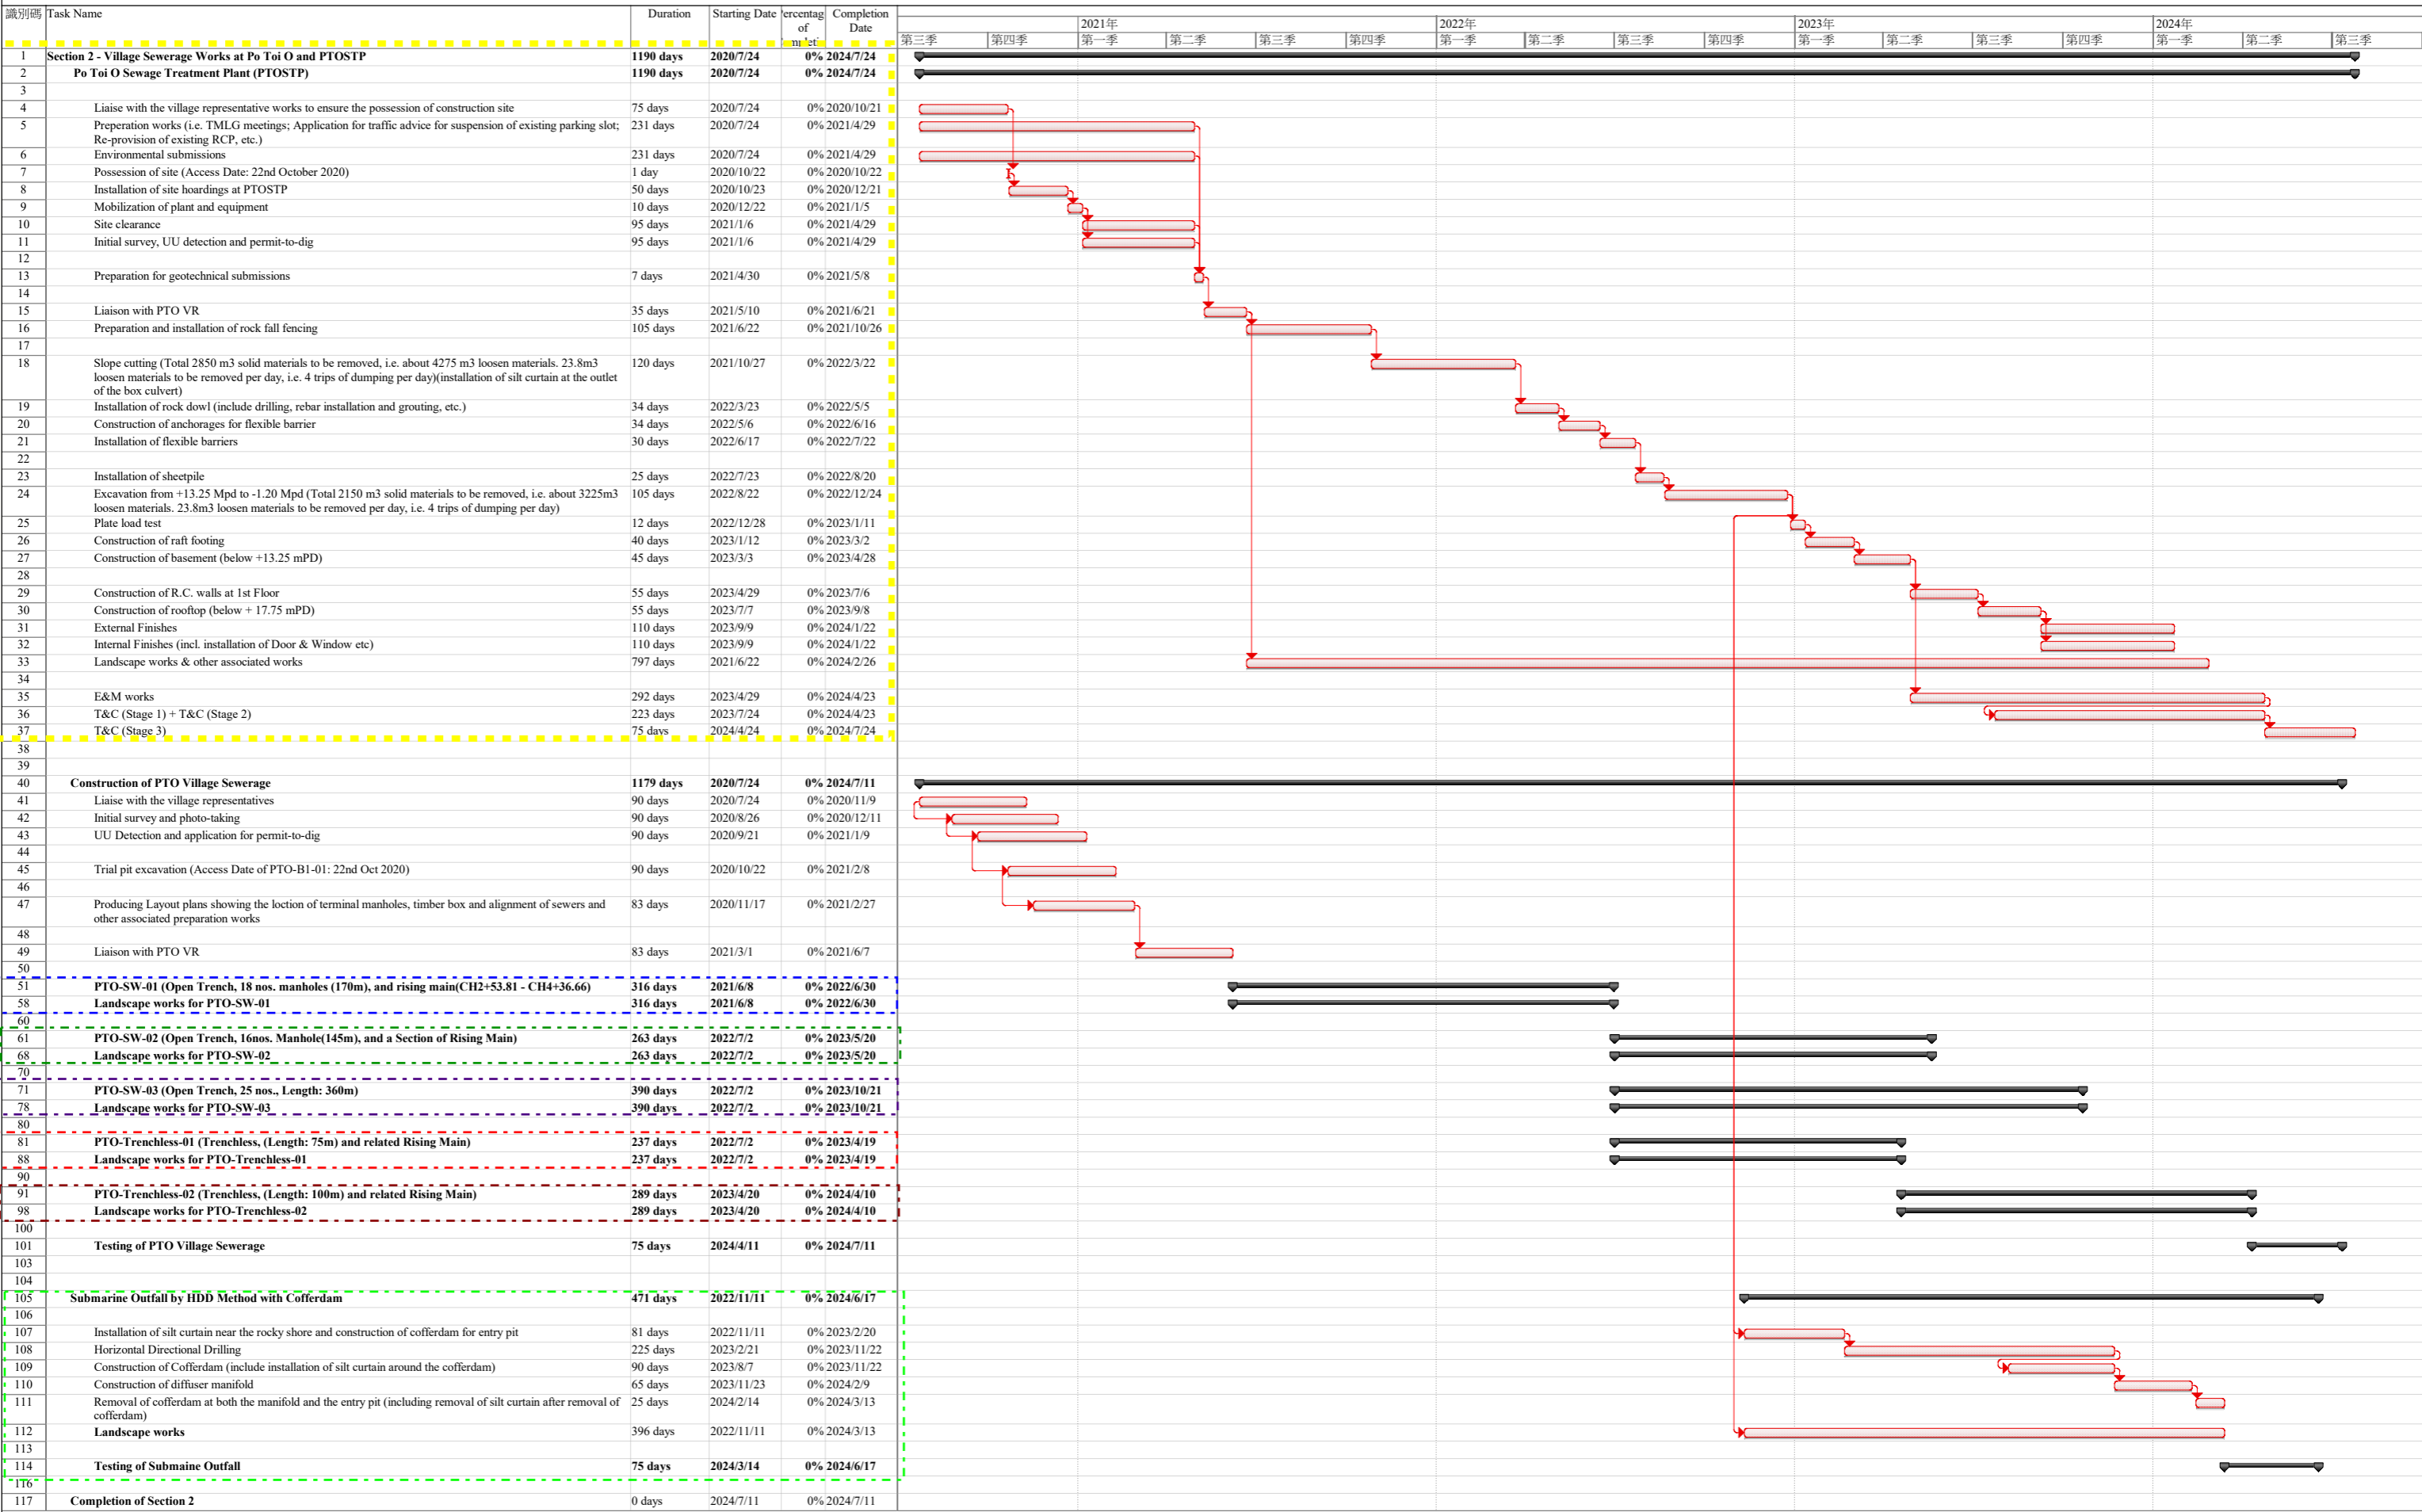 識別碼 Task Name Duration Starting Date Percentag Completion
of Date
2021年 2022年 2023年 2024年
第三季 第四季 第一季 第二季 第三季 第四季 第一季 第二季 第三季 第四季 第一季 第二季 第三季 第四季 第一季 第二季 第三季
1 Section 2 - Village Sewerage Works at Po Toi O and PTOSTP 1190 days 2020/7/24 0% 2024/7/24
2 Po Toi O Sewage Treatment Plant (PTOSTP) 1190 days 2020/7/24 0% 2024/7/24
3
4 Liaise with the village representative works to ensure the possession of construction site 75 days 2020/7/24 0% 2020/10/21
5 Preperation works (i.e. TMLG meetings; Application for traffic advice for suspension of existing parking slot; 231 days 2020/7/24 0% 2021/4/29
Re-provision of existing RCP, etc.)
6 Environmental submissions 231 days 2020/7/24 0% 2021/4/29
7 Possession of site (Access Date: 22nd October 2020) 1 day 2020/10/22 0% 2020/10/22
8 Installation of site hoardings at PTOSTP 50 days 2020/10/23 0% 2020/12/21
9 Mobilization of plant and equipment 10 days 2020/12/22 0% 2021/1/5
10 Site clearance 95 days 2021/1/6 0% 2021/4/29
11 Initial survey, UU detection and permit-to-dig 95 days 2021/1/6 0% 2021/4/29
12
13 Preparation for geotechnical submissions 7 days 2021/4/30 0% 2021/5/8
14
15 Liaison with PTO VR 35 days 2021/5/10 0% 2021/6/21
16 Preparation and installation of rock fall fencing 105 days 2021/6/22 0% 2021/10/26
17
18 Slope cutting (Total 2850 m3 solid materials to be removed, i.e. about 4275 m3 loosen materials. 23.8m3 120 days 2021/10/27 0% 2022/3/22
loosen materials to be removed per day, i.e. 4 trips of dumping per day)(installation of silt curtain at the outlet
of the box culvert)
19 Installation of rock dowl (include drilling, rebar installation and grouting, etc.) 34 days 2022/3/23 0% 2022/5/5
20 Construction of anchorages for flexible barrier 34 days 2022/5/6 0% 2022/6/16
21 Installation of flexible barriers 30 days 2022/6/17 0% 2022/7/22
22
23 Installation of sheetpile 25 days 2022/7/23 0% 2022/8/20
24 Excavation from +13.25 Mpd to -1.20 Mpd (Total 2150 m3 solid materials to be removed, i.e. about 3225m3 105 days 2022/8/22 0% 2022/12/24
loosen materials. 23.8m3 loosen materials to be removed per day, i.e. 4 trips of dumping per day)
25 Plate load test 12 days 2022/12/28 0% 2023/1/11
26 Construction of raft footing 40 days 2023/1/12 0% 2023/3/2
27 Construction of basement (below +13.25 mPD) 45 days 2023/3/3 0% 2023/4/28
28
29 Construction of R.C. walls at 1st Floor 55 days 2023/4/29 0% 2023/7/6
30 Construction of rooftop (below + 17.75 mPD) 55 days 2023/7/7 0% 2023/9/8
31 External Finishes 110 days 2023/9/9 0% 2024/1/22
32 Internal Finishes (incl. installation of Door & Window etc) 110 days 2023/9/9 0% 2024/1/22
33 Landscape works & other associated works 797 days 2021/6/22 0% 2024/2/26
34
35 E&M works 292 days 2023/4/29 0% 2024/4/23
36 T&C (Stage 1) + T&C (Stage 2) 223 days 2023/7/24 0% 2024/4/23
37 T&C (Stage 3) 75 days 2024/4/24 0% 2024/7/24
38
39
40 Construction of PTO Village Sewerage 1179 days 2020/7/24 0% 2024/7/11
41 Liaise with the village representatives 90 days 2020/7/24 0% 2020/11/9
42 Initial survey and photo-taking 90 days 2020/8/26 0% 2020/12/11
43 UU Detection and application for permit-to-dig 90 days 2020/9/21 0% 2021/1/9
44
45 Trial pit excavation (Access Date of PTO-B1-01: 22nd Oct 2020) 90 days 2020/10/22 0% 2021/2/8
46
47 Producing Layout plans showing the loction of terminal manholes, timber box and alignment of sewers and 83 days 2020/11/17 0% 2021/2/27
other associated preparation works
48
49 Liaison with PTO VR 83 days 2021/3/1 0% 2021/6/7
50
51 PTO-SW-01 (Open Trench, 18 nos. manholes (170m), and rising main(CH2+53.81 - CH4+36.66) 316 days 2021/6/8 0% 2022/6/30
58 Landscape works for PTO-SW-01 316 days 2021/6/8 0% 2022/6/30
60
61 PTO-SW-02 (Open Trench, 16nos. Manhole(145m), and a Section of Rising Main) 263 days 2022/7/2 0% 2023/5/20
68 Landscape works for PTO-SW-02 263 days 2022/7/2 0% 2023/5/20
70
71 PTO-SW-03 (Open Trench, 25 nos., Length: 360m) 390 days 2022/7/2 0% 2023/10/21
78 Landscape works for PTO-SW-03 390 days 2022/7/2 0% 2023/10/21
80
81 PTO-Trenchless-01 (Trenchless, (Length: 75m) and related Rising Main) 237 days 2022/7/2 0% 2023/4/19
88 Landscape works for PTO-Trenchless-01 237 days 2022/7/2 0% 2023/4/19
90
91 PTO-Trenchless-02 (Trenchless, (Length: 100m) and related Rising Main) 289 days 2023/4/20 0% 2024/4/10
98 Landscape works for PTO-Trenchless-02 289 days 2023/4/20 0% 2024/4/10
100
101 Testing of PTO Village Sewerage 75 days 2024/4/11 0% 2024/7/11
103
104
105 Submarine Outfall by HDD Method with Cofferdam 471 days 2022/11/11 0% 2024/6/17
106
107 Installation of silt curtain near the rocky shore and construction of cofferdam for entry pit 81 days 2022/11/11 0% 2023/2/20
108 Horizontal Directional Drilling 225 days 2023/2/21 0% 2023/11/22
109 Construction of Cofferdam (include installation of silt curtain around the cofferdam) 90 days 2023/8/7 0% 2023/11/22
110 Construction of diffuser manifold 65 days 2023/11/23 0% 2024/2/9
111 Removal of cofferdam at both the manifold and the entry pit (including removal of silt curtain after removal of 25 days 2024/2/14 0% 2024/3/13
cofferdam)
112 Landscape works 396 days 2022/11/11 0% 2024/3/13
113
114 Testing of Submaine Outfall 75 days 2024/3/14 0% 2024/6/17
116
117 Completion of Section 2 0 days 2024/7/11 0% 2024/7/11